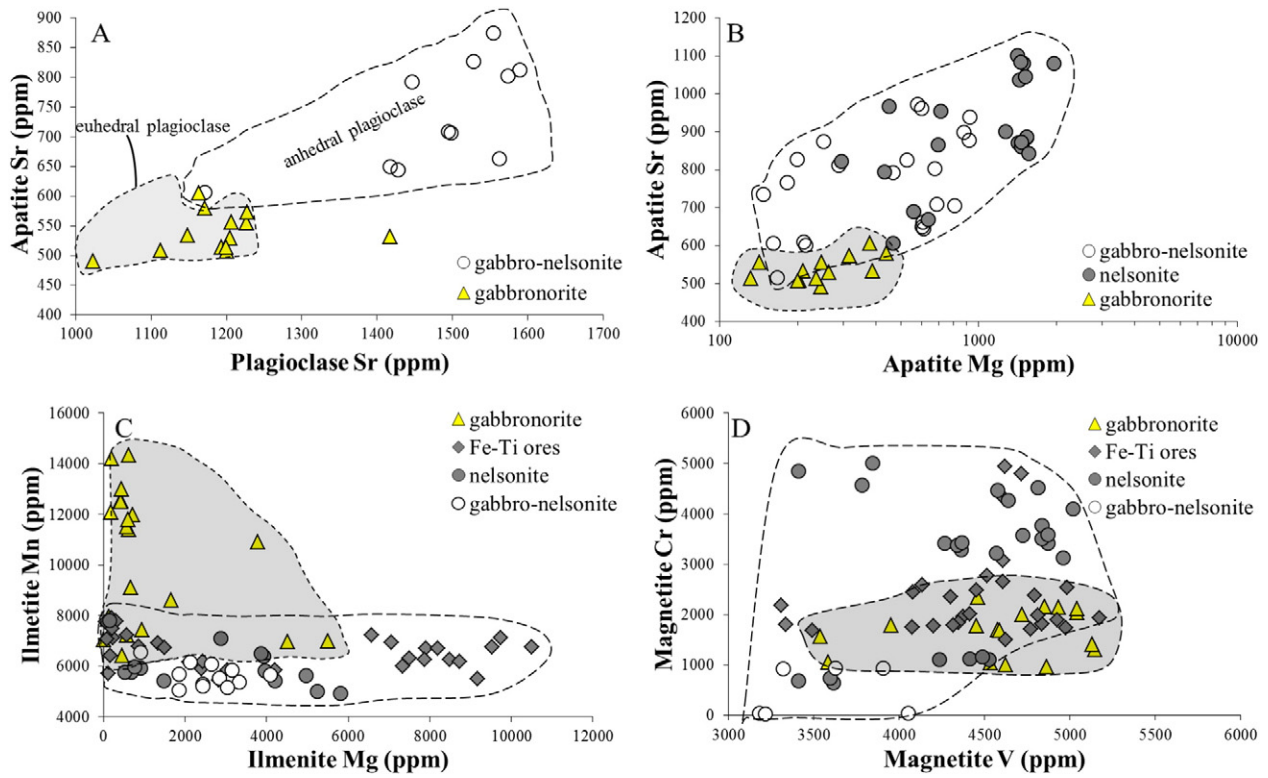 A
Apatite Sr (ppm)
900
850
800
750
700
650
600
550
500
450
400
euhedral plagioclase
anhedral plagioclase
gabbro-nelsonite
gabbronorite
1000 1100 1200 1300 1400 1500 1600 1700
Plagioclase Sr (ppm)
B
Apatite Sr (ppm)
1200
1100
1000
900
800
700
600
500
400
gabbro-nelsonite
nelsonite
gabbronorite
100 1000 10000
Apatite Mg (ppm)
C
Ilmetite Mn (ppm)
16000
14000
12000
10000
8000
6000
4000
gabbronorite
Fe-Ti ores
nelsonite
gabbro-nelsonite
0 2000 4000 6000 8000 10000 12000
Ilmenite Mg (ppm)
D
Magnetite Cr (ppm)
6000
5000
4000
3000
2000
1000
0
gabbronorite
Fe-Ti ores
nelsonite
gabbro-nelsonite
3000 3500 4000 4500 5000 5500 6000
Magnetite V (ppm)